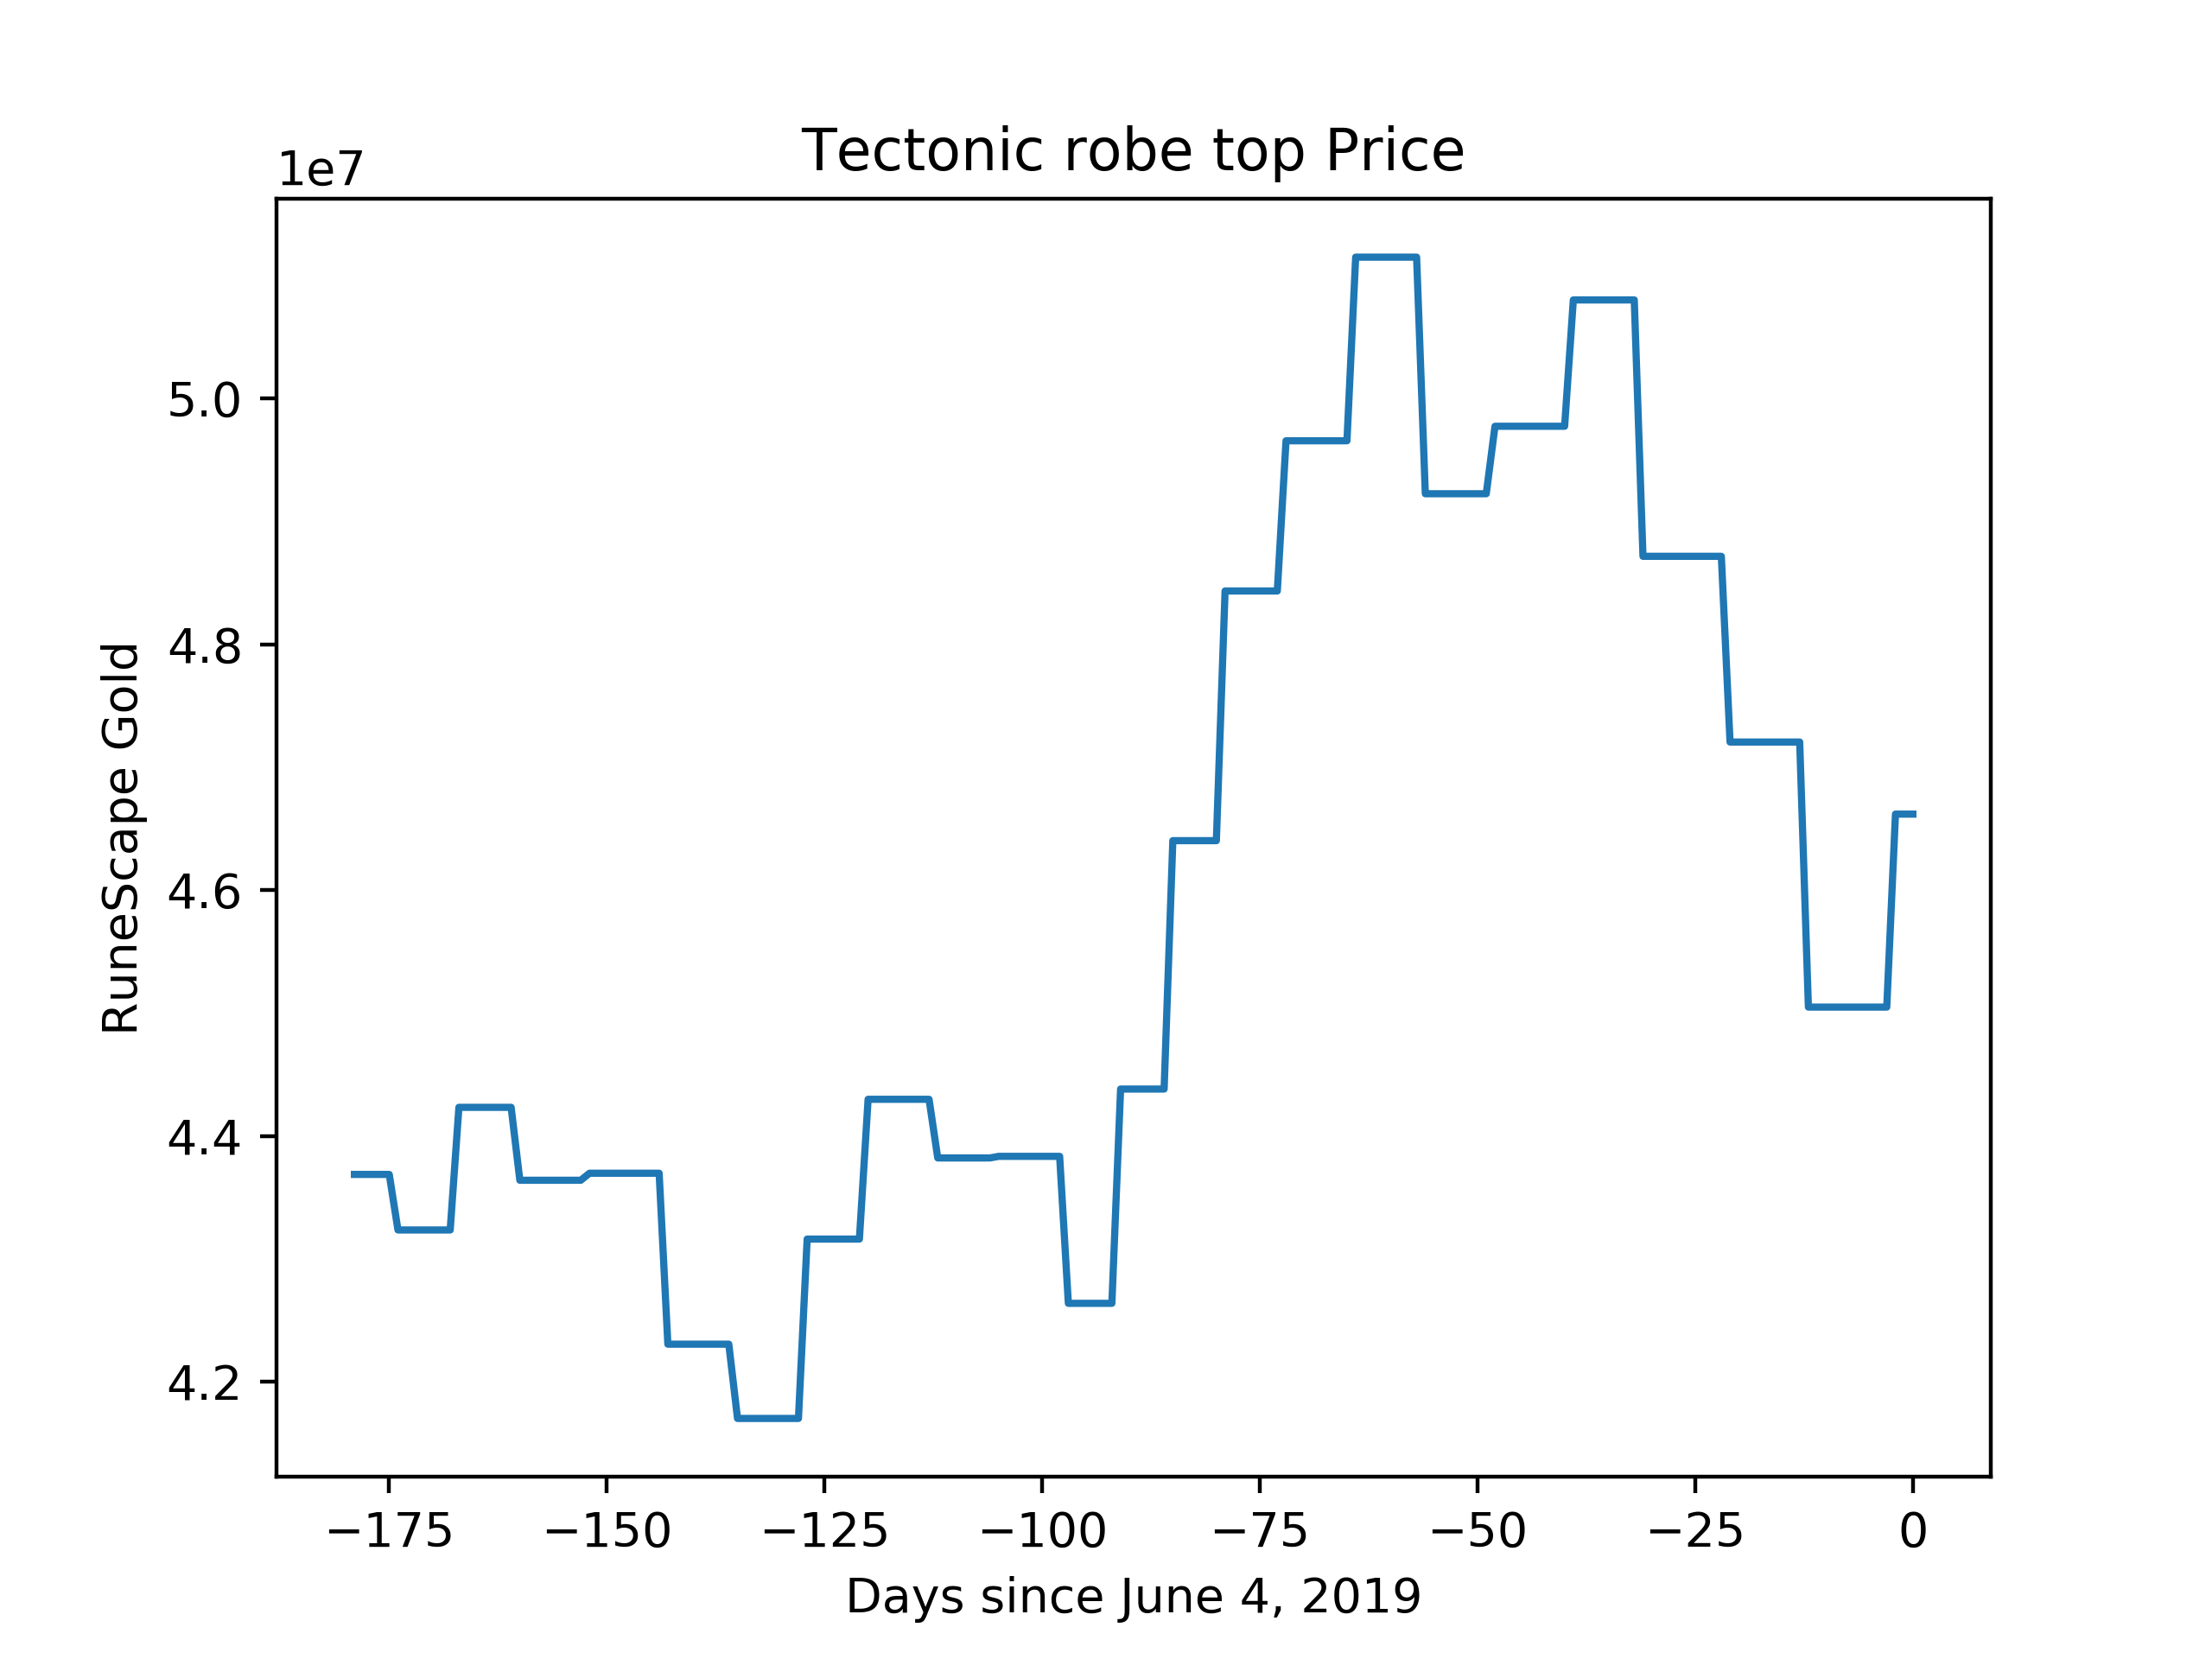 Tectonic robe top Price
1e7
5.0
4.8
4.6
4.4
4.2
RuneScape Gold
−175 −150 −125 −100 −75 −50 −25 0
Days since June 4, 2019